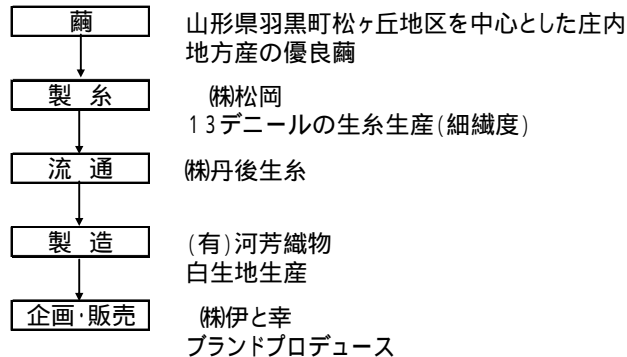 繭
山形県羽黒町松ヶ丘地区を中心とした庄内
地方産の優良繭
製 糸
㈱松岡
13デニールの生糸生産(細繊度)
流 通
㈱丹後生糸
製 造
(有)河芳織物
白生地生産
企画・販売
㈱伊と幸
ブランドプロデュース